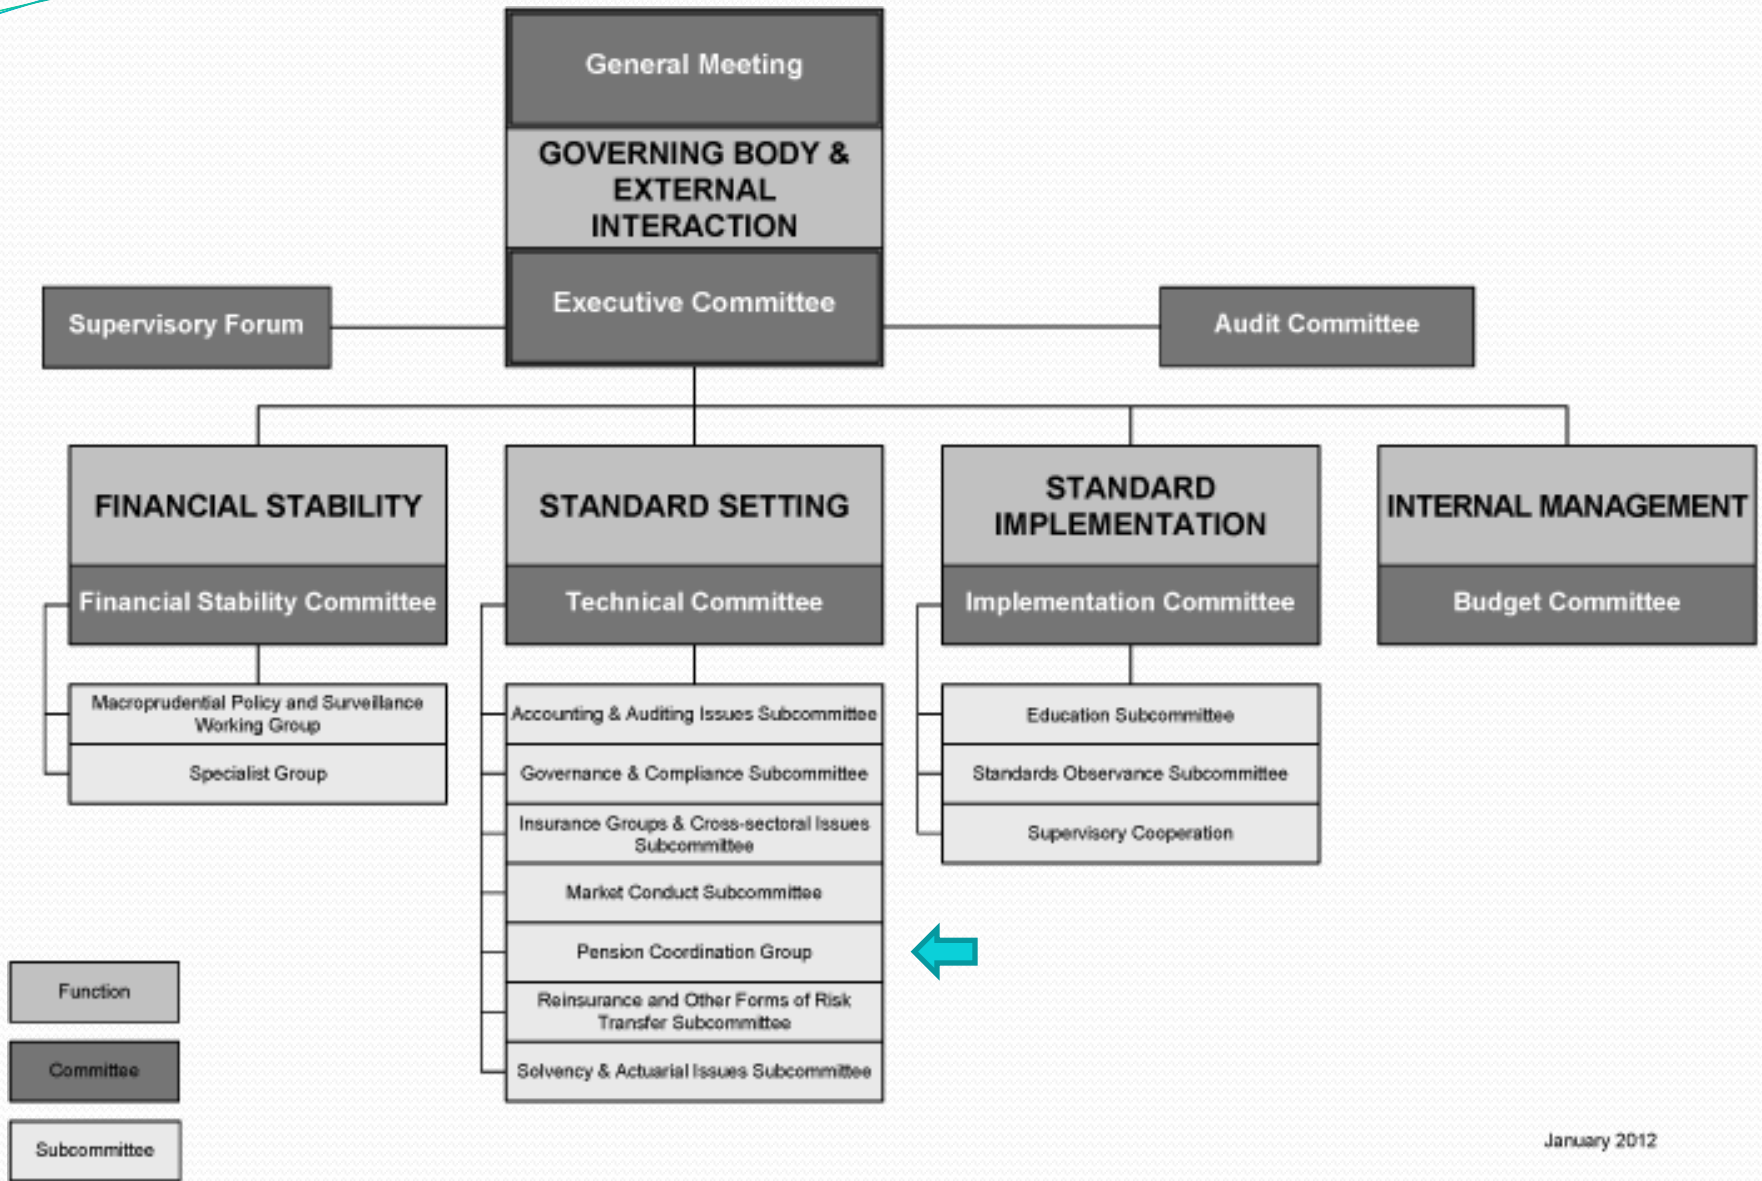 General Meeting
GOVERNING BODY &
EXTERNAL
INTERACTION
Executive Committee
Supervisory Forum
Audit Committee
FINANCIAL STABILITY
Financial Stability Committee
Macroprudential Policy and Surveillance
Working Group
Specialist Group
STANDARD SETTING
Technical Committee
Accounting & Auditing Issues Subcommittee
Governance & Compliance Subcommittee
Insurance Groups & Cross-sectoral Issues
Subcommittee
Market Conduct Subcommittee
Pension Coordination Group
Reinsurance and Other Forms of Risk
Transfer Subcommittee
Solvency & Actuarial Issues Subcommittee
STANDARD
IMPLEMENTATION
Implementation Committee
Education Subcommittee
Standards Observance Subcommittee
Supervisory Cooperation
INTERNAL MANAGEMENT
Budget Committee
Function
Committee
Subcommittee
January 2012